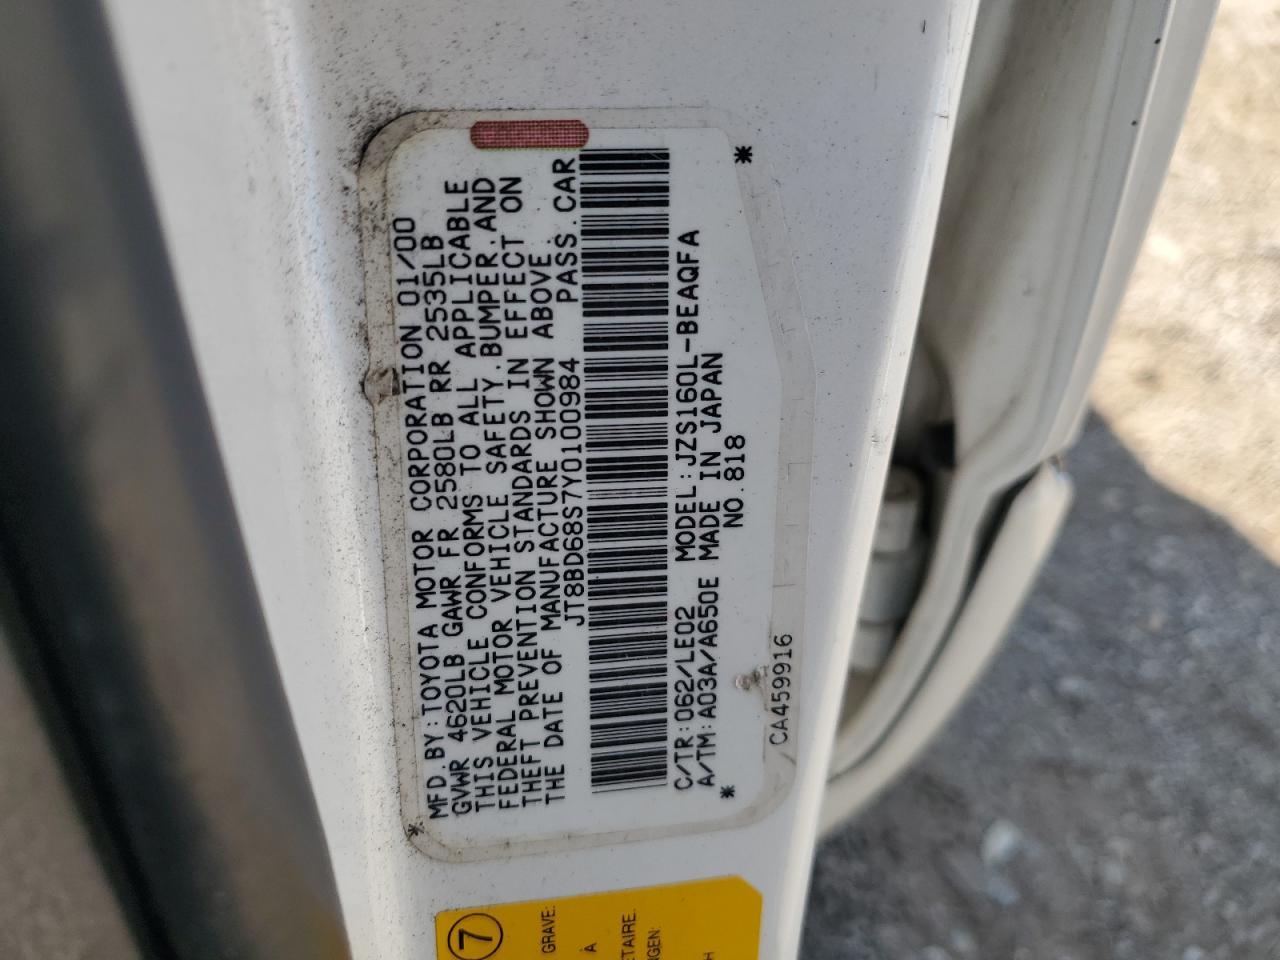 MFD.BY:TOYOTA MOTOR CORPORATION 01/00
GVWR 4620LB GAWR FR 2580LB RR 2535LB
THIS VEHICLE CONFORMS TO ALL APPLICABLE
FEDERAL MOTOR VEHICLE SAFETY,BUMPER,AND
THEFT PREVENTION STANDARDS IN EFFECT ON
THE DATE OF MANUFACTURE SHOWN ABOVE.
JT8BD68S7Y0100984 PASS.CAR
C/TR:062/LE02 MODEL:JZS160L-BEAQFA
A/TM:A03A/A650E MADE IN JAPAN
NO.818
CA459916
7
GRAVE:
A